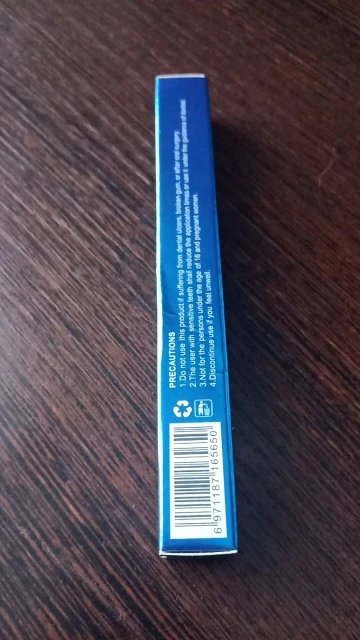 PRECAUTIONS
1.Do not use this product if suffering from dental ulcers, broken gum, or after oral surgery.
2.The user with sensitive teeth shall reduce the application times or use it under the guidance of dentist.
3.Not for the persons under the age of 16 and pregnant women.
4.Discontinue use if you feel unwell.
6 971187 165650